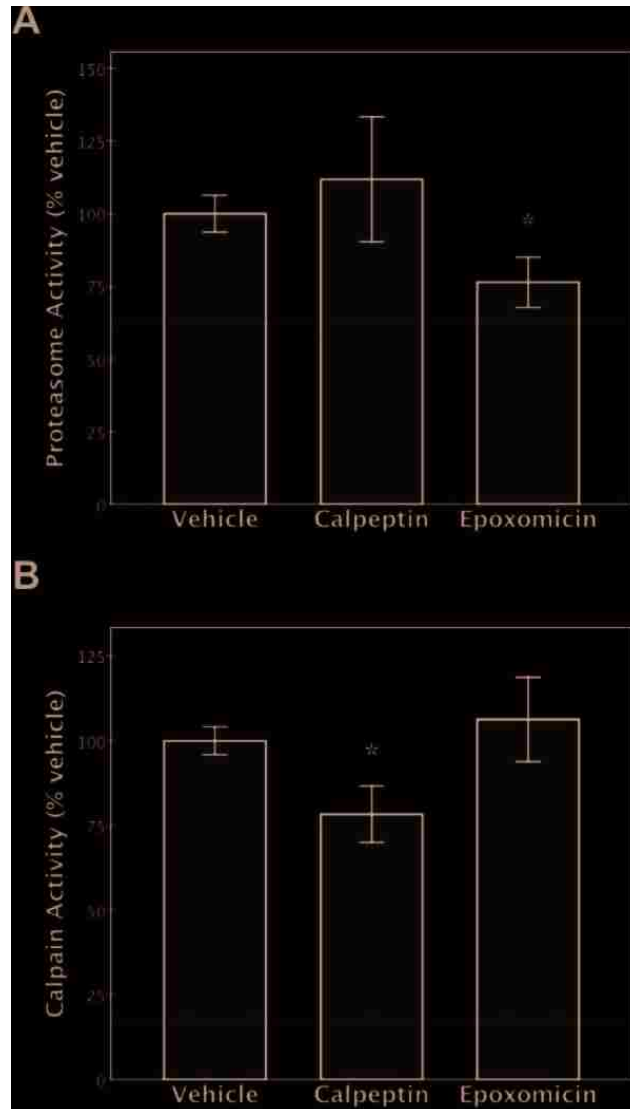 A
Proteasome Activity (% vehicle)
150
125
100
75
50
25
0
*
Vehicle Calpeptin Epoxomicin
B
Calpain Activity (% vehicle)
125
100
75
50
25
0
*
Vehicle Calpeptin Epoxomicin